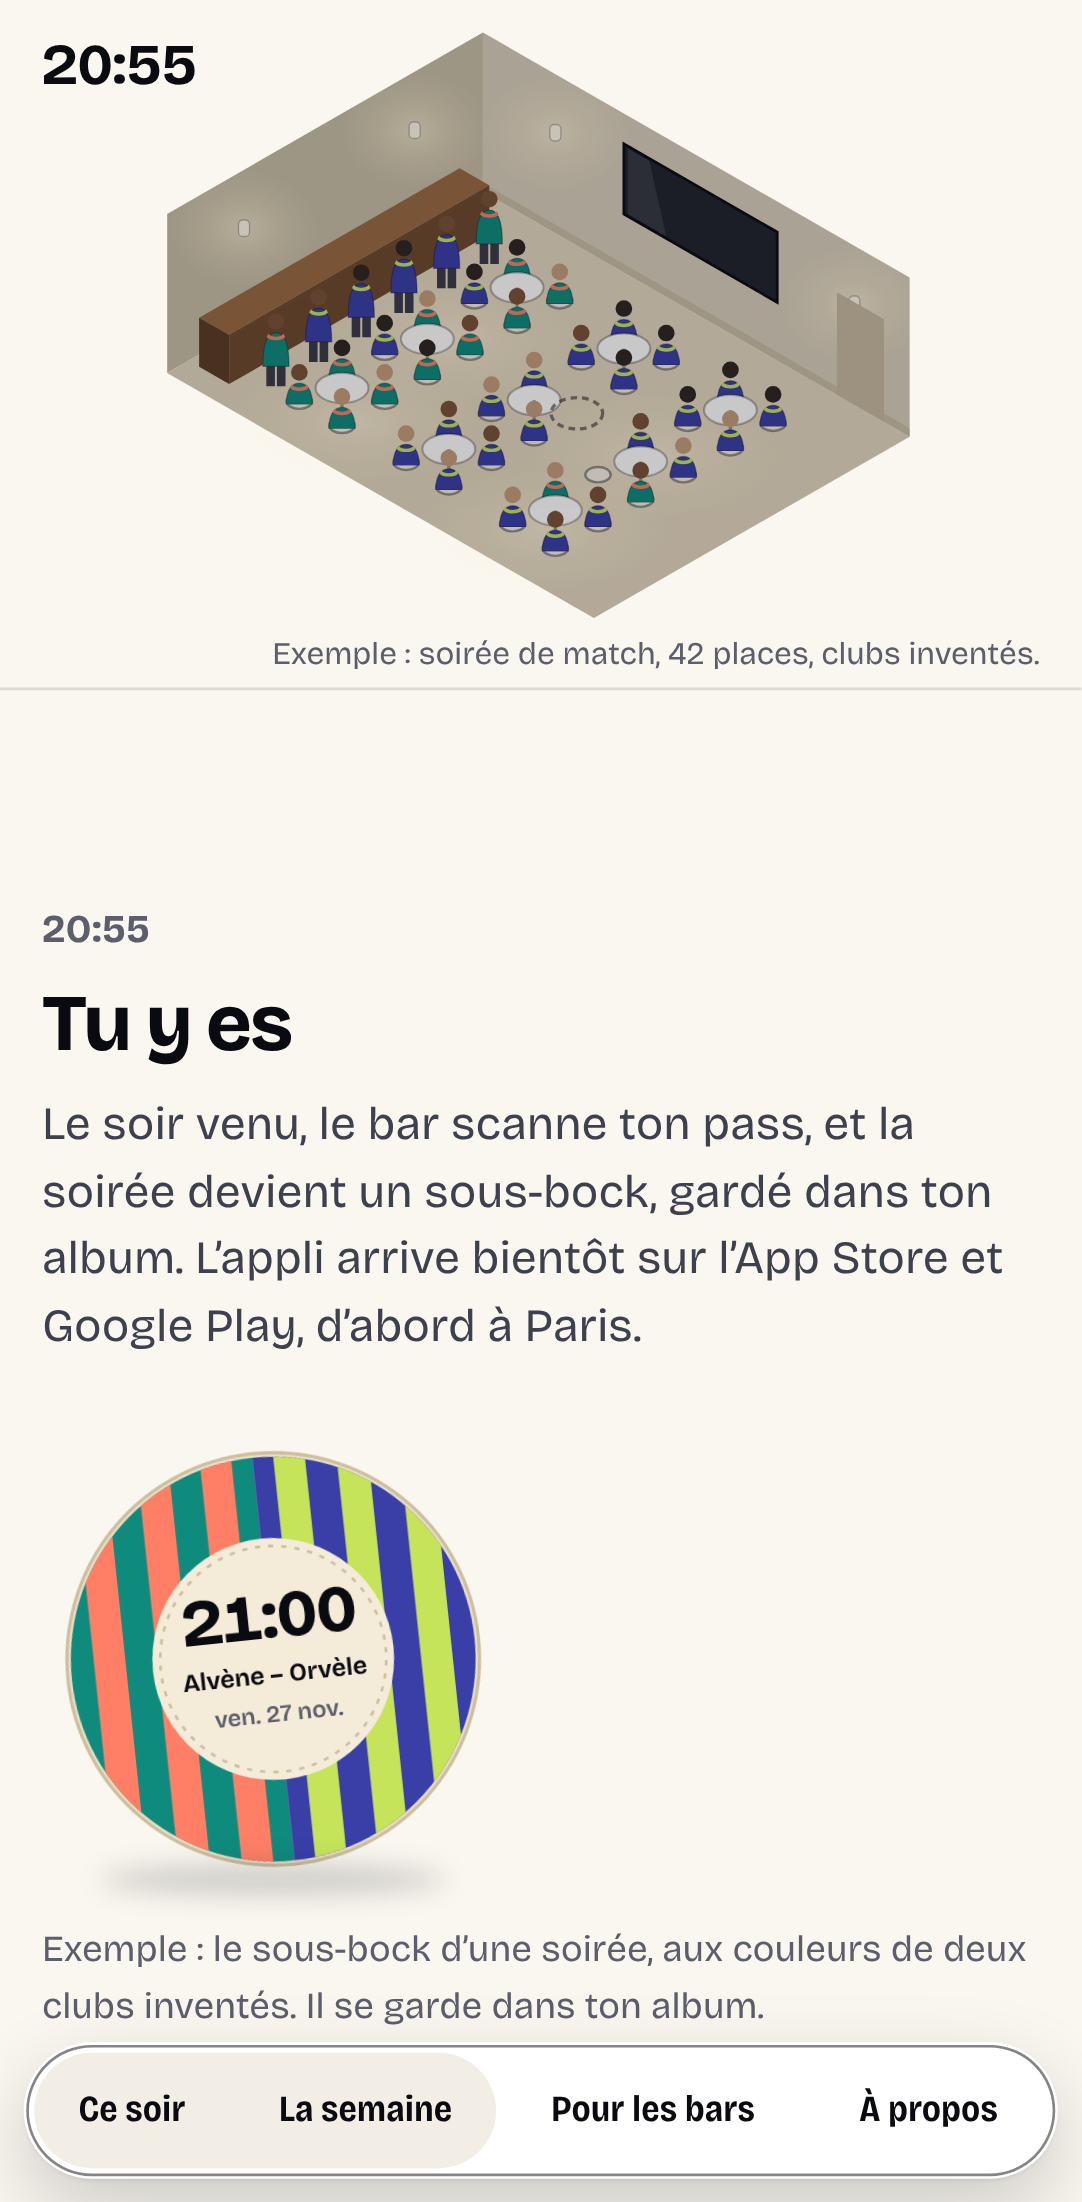 20:55
Exemple : soirée de match, 42 places, clubs inventés.
20:55
Tu y es
Le soir venu, le bar scanne ton pass, et la
soirée devient un sous-bock, gardé dans ton
album. L’appli arrive bientôt sur l’App Store et
Google Play, d’abord à Paris.
21:00
Alvène – Orvèle
ven. 27 nov.
Exemple : le sous-bock d’une soirée, aux couleurs de deux
clubs inventés. Il se garde dans ton album.
Ce soir La semaine Pour les bars À propos